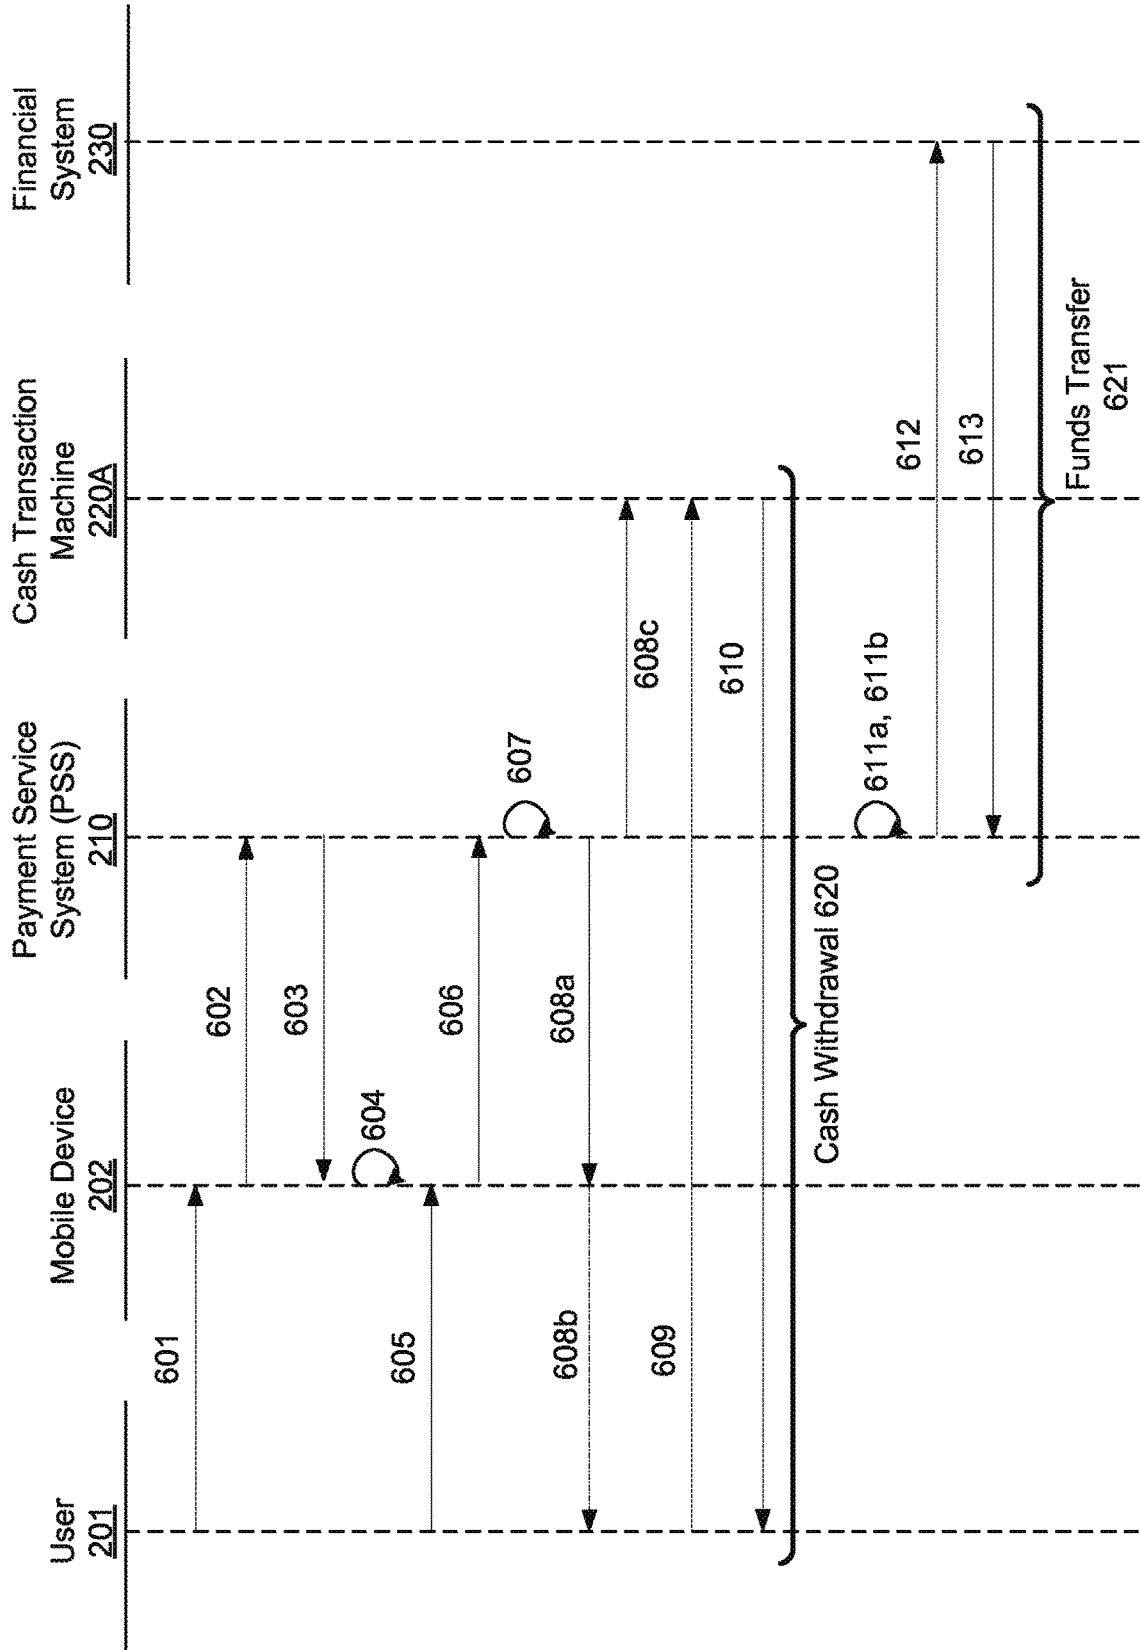 User
201
Mobile Device
202
Payment Service
System (PSS)
210
Cash Transaction
Machine
220A
Financial
System
230
601
602
603
604
605
606
607
608a
608b
608c
609
610
Cash Withdrawal 620
611a, 611b
612
613
Funds Transfer
621